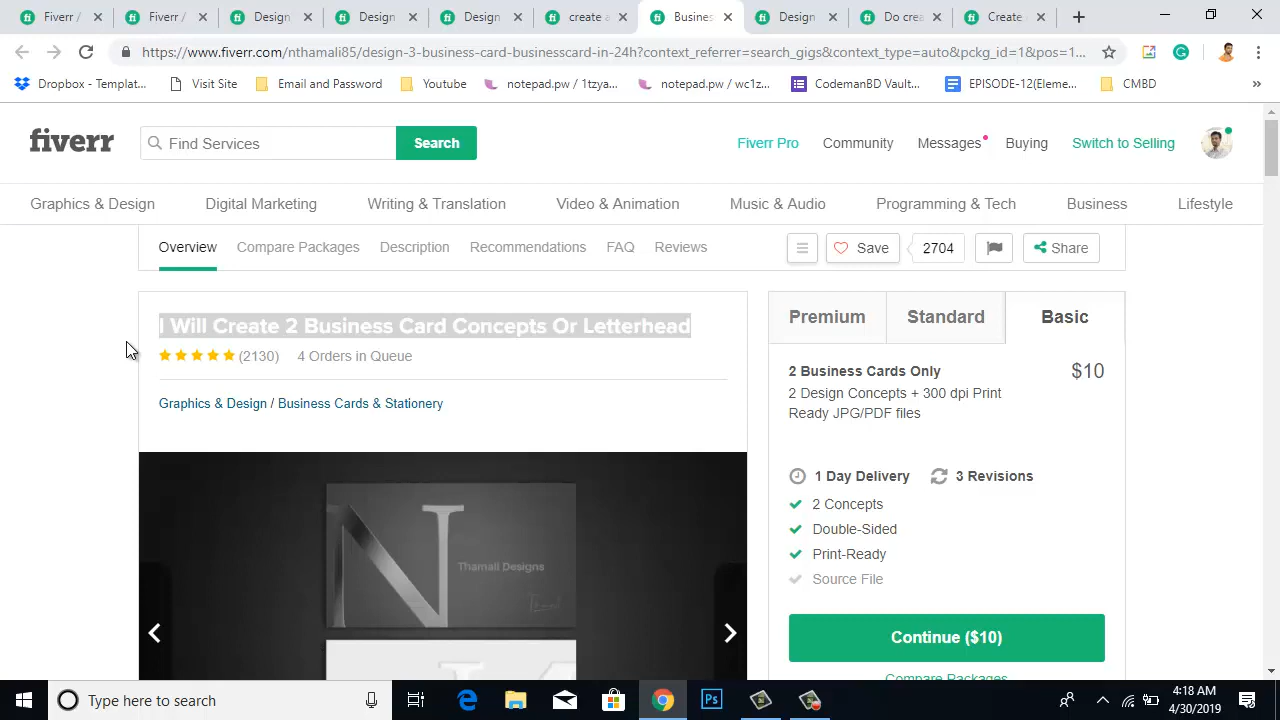 Fiverr /
Fiverr /
Design
Design
Design
create a
Busines
Design
Do crea
Create
https://www.fiverr.com/nthamali85/design-3-business-card-businesscard-in-24h?context_referrer=search_gigs&context_type=auto&pckg_id=1&pos=1...
Dropbox - Templat...
Visit Site
Email and Password
Youtube
notepad.pw / 1tzya...
notepad.pw / wc1z...
CodemanBD Vault...
EPISODE-12(Eleme...
CMBD
»
fiverr
Find Services
Search
Fiverr Pro
Community
Messages
Buying
Switch to Selling
Graphics & Design
Digital Marketing
Writing & Translation
Video & Animation
Music & Audio
Programming & Tech
Business
Lifestyle
Overview
Compare Packages
Description
Recommendations
FAQ
Reviews
Save
2704
Share
I Will Create 2 Business Card Concepts Or Letterhead
(2130)
4 Orders in Queue
Graphics & Design / Business Cards & Stationery
N
Thamali Designs
Premium
Standard
Basic
2 Business Cards Only
$10
2 Design Concepts + 300 dpi Print
Ready JPG/PDF files
1 Day Delivery
3 Revisions
2 Concepts
Double-Sided
Print-Ready
Source File
Continue ($10)
Compare Packages
Type here to search
4:18 AM
4/30/2019